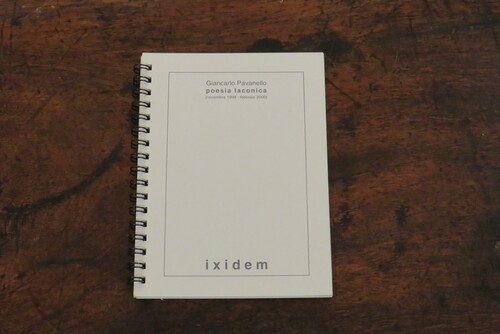 Giancarlo Pavanello
poesia laconica
ixidem